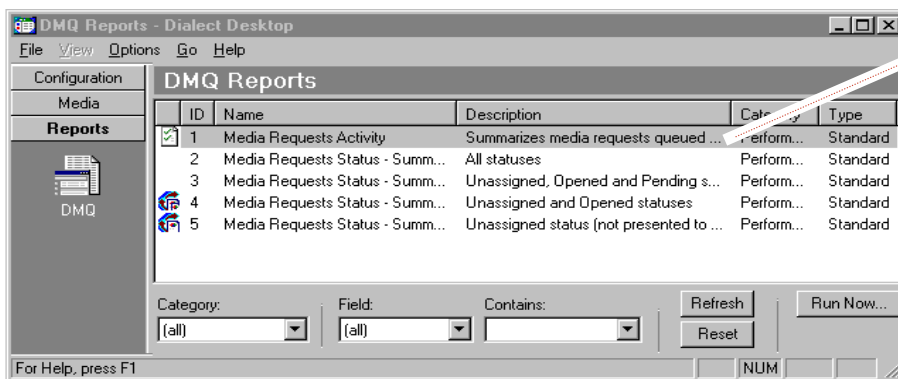 DMQ Reports - Dialect Desktop
File View Options Go Help
Configuration
Media
Reports
DMQ
DMQ Reports
ID Name Description Category Type
1 Media Requests Activity Summarizes media requests queued ... Perform... Standard
2 Media Requests Status - Summ... All statuses Perform... Standard
3 Media Requests Status - Summ... Unassigned, Opened and Pending s... Perform... Standard
4 Media Requests Status - Summ... Unassigned and Opened statuses Perform... Standard
5 Media Requests Status - Summ... Unassigned status (not presented to ... Perform... Standard
Category: Field: Contains:
(all) (all)
Refresh
Reset
Run Now...
For Help, press F1 NUM